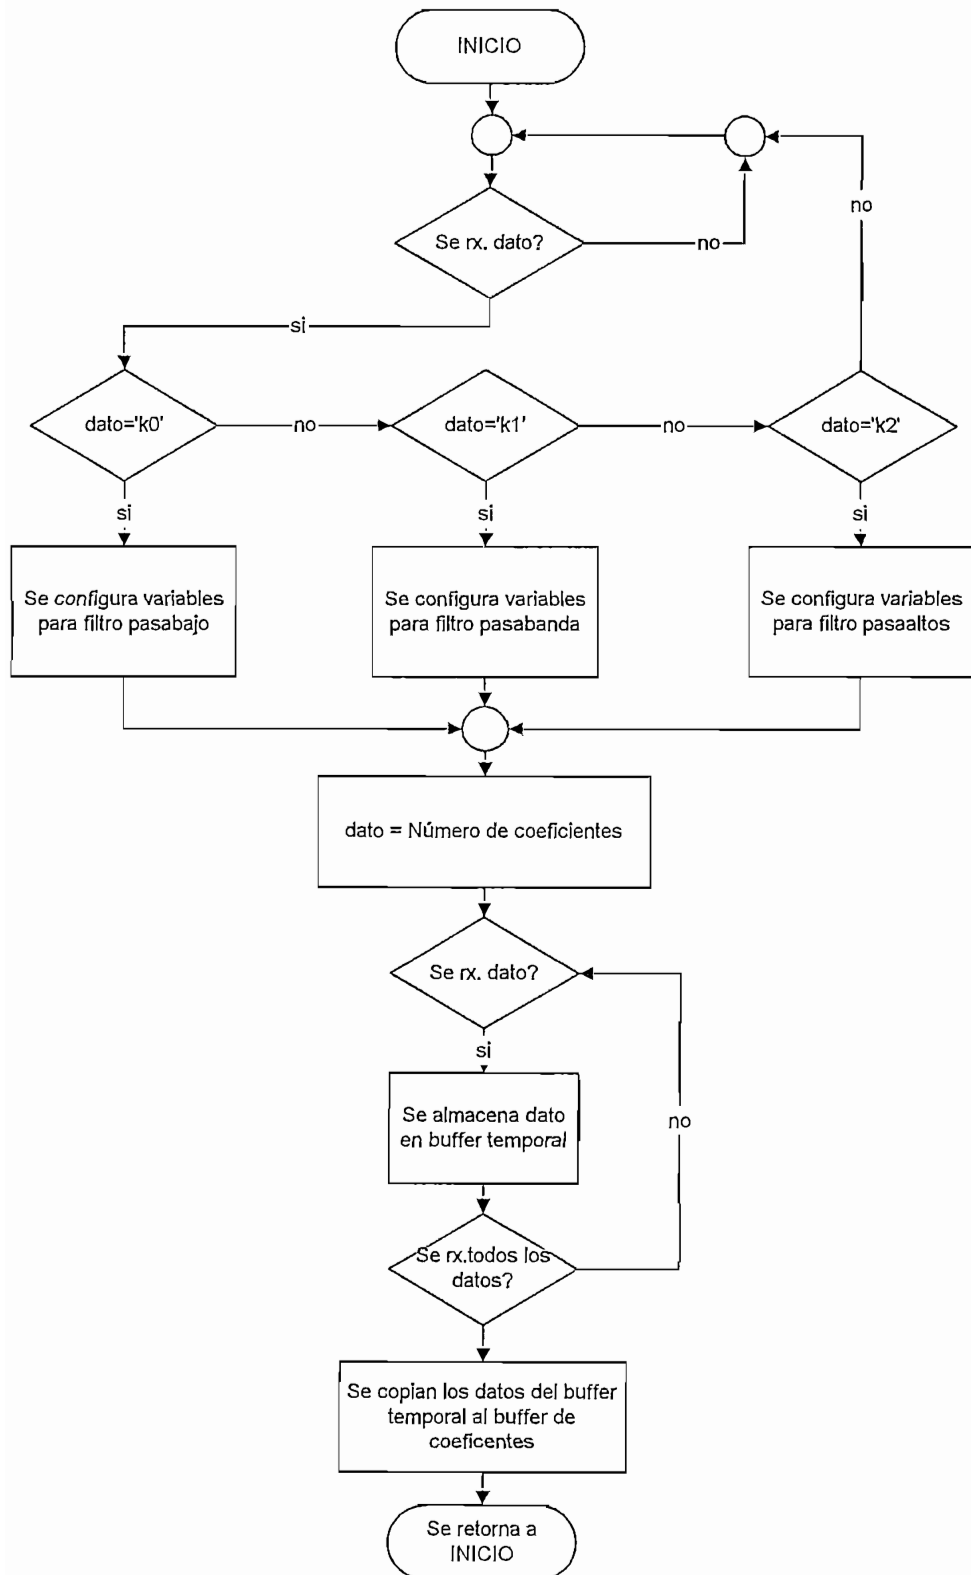 INICIO
Se rx. dato?
no
no
si
dato='k0'
no
dato='k1'
no
dato='k2'
si
si
si
Se configura variables
para filtro pasabajo
Se configura variables
para filtro pasabanda
Se configura variables
para filtro pasaaltos
dato = Número de coeficientes
Se rx. dato?
si
Se almacena dato
en buffer temporal
no
Se rx.todos los
datos?
Se copian los datos del buffer
temporal al buffer de
coeficentes
Se retorna a
INICIO